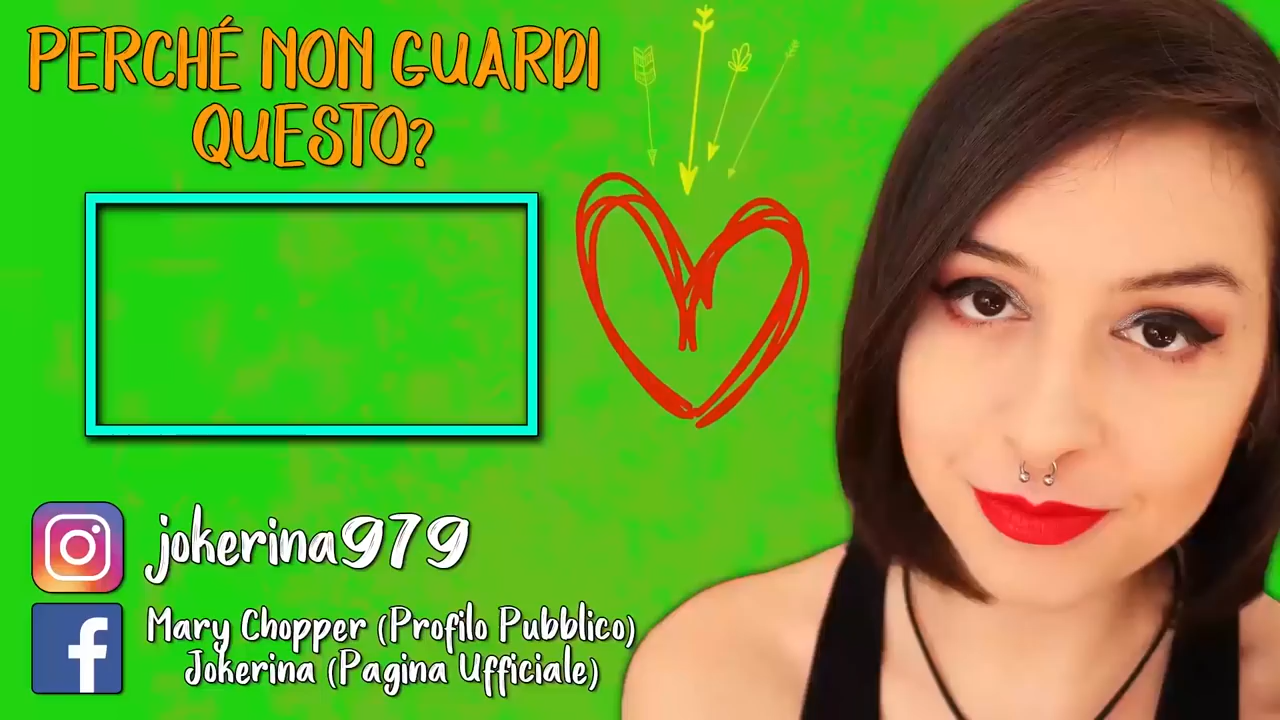 PERCHÉ NON GUARDI
QUESTO?
jokerina979
Mary Chopper (Profilo Pubblico)
Jokerina (Pagina Ufficiale)